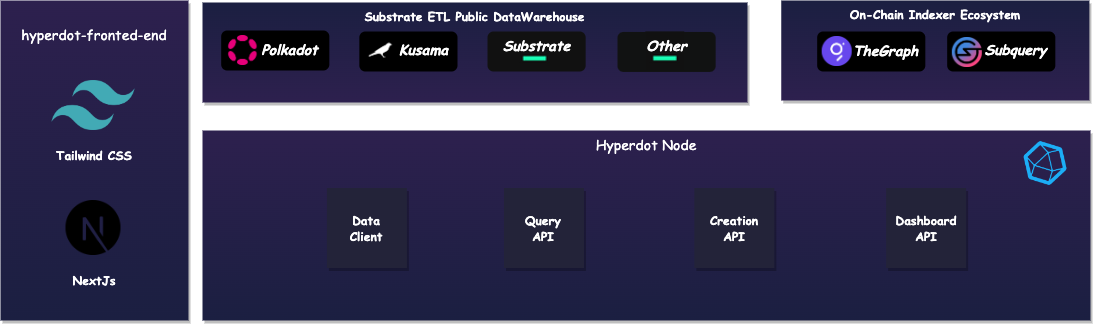 hyperdot-fronted-end
Tailwind CSS
NextJs
Substrate ETL Public DataWarehouse
Polkadot
Kusama
Substrate
Other
On-Chain Indexer Ecosystem
TheGraph
Subquery
Hyperdot Node
Data
Client
Query
API
Creation
API
Dashboard
API